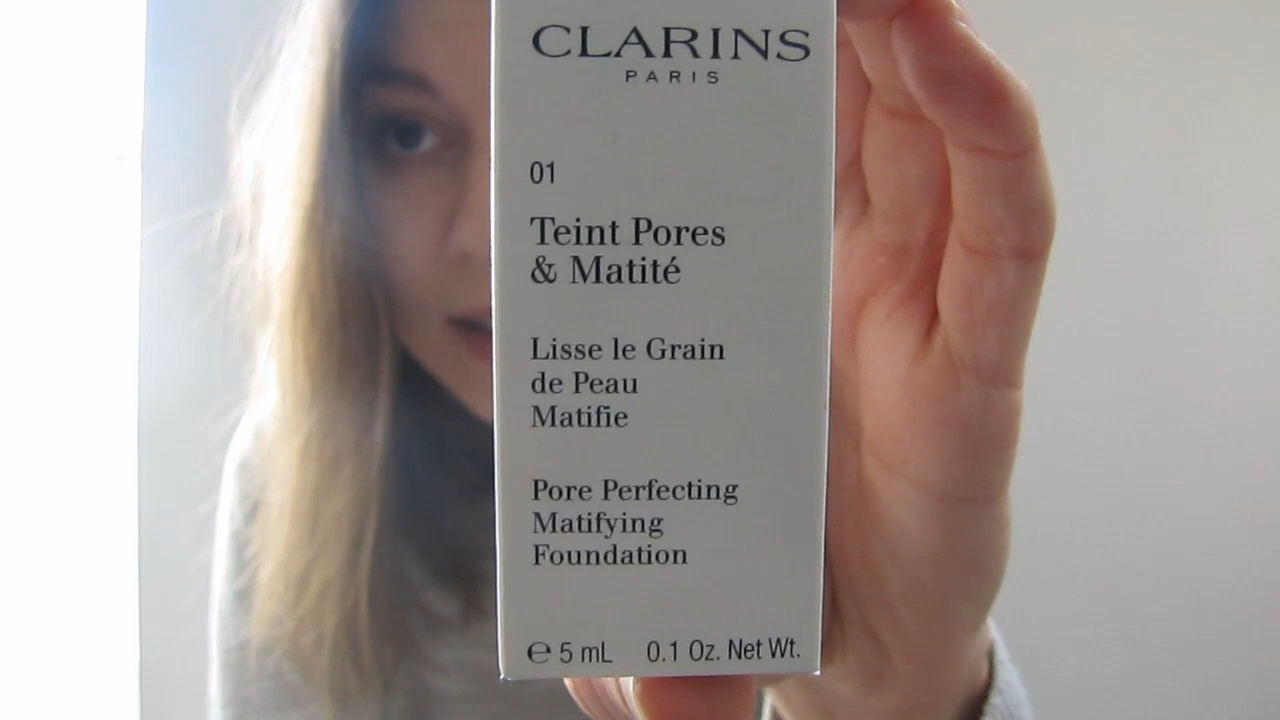 CLARINS
PARIS
01
Teint Pores
& Matité
Lisse le Grain
de Peau
Matifie
Pore Perfecting
Matifying
Foundation
℮ 5 mL 0.1 Oz. Net Wt.